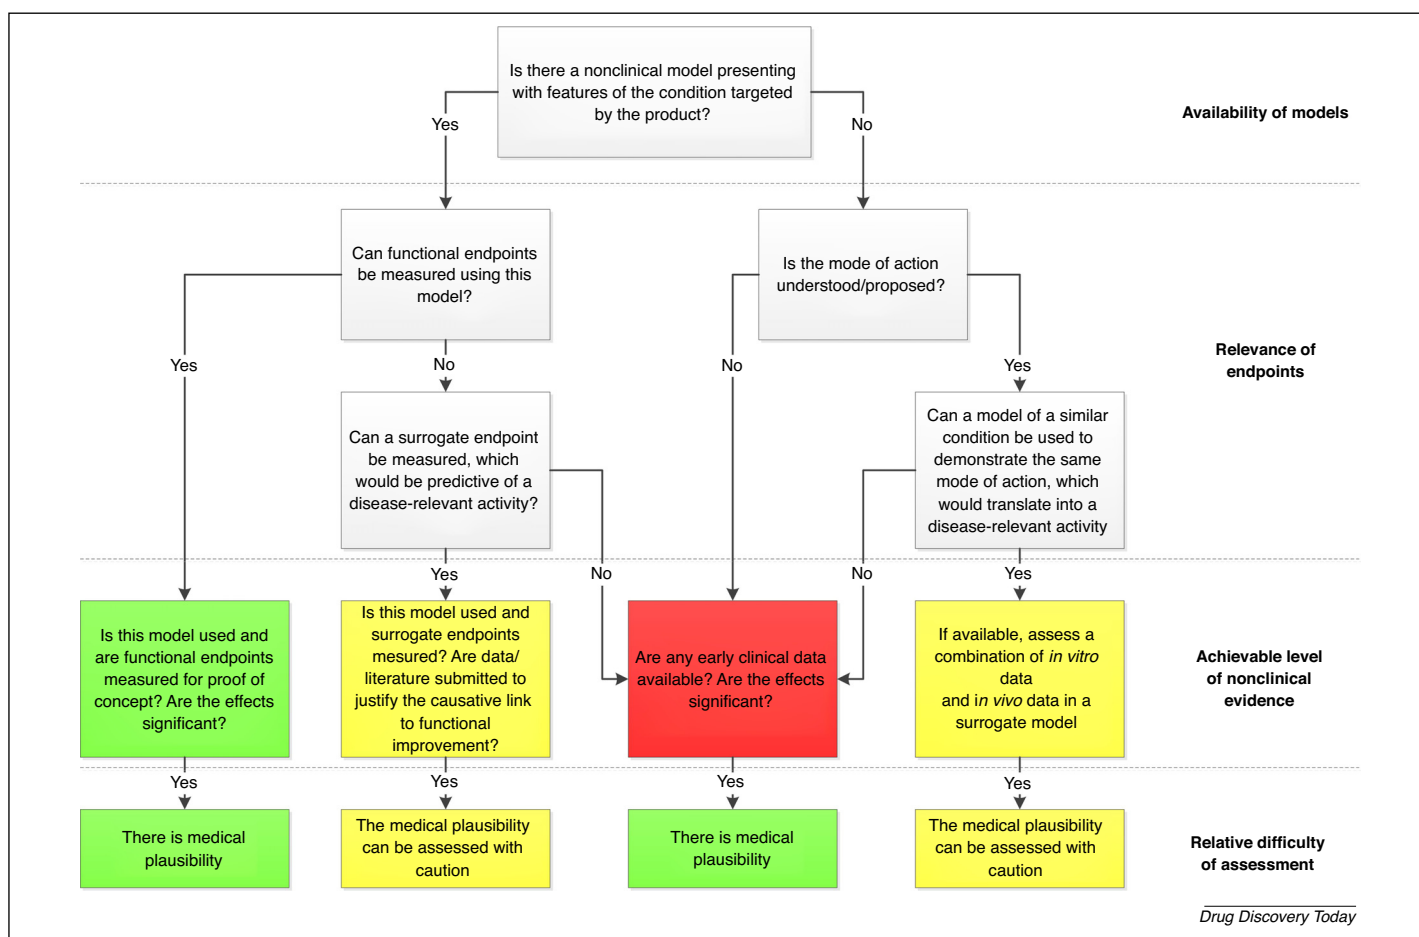 Is there a nonclinical model presenting
with features of the condition targeted
by the product?
Yes
No
Availability of models
Can functional endpoints
be measured using this
model?
Is the mode of action
understood/proposed?
Yes
No
No
Yes
Relevance of
endpoints
Can a surrogate endpoint
be measured, which
would be predictive of a
disease-relevant activity?
Can a model of a similar
condition be used to
demonstrate the same
mode of action, which
would translate into a
disease-relevant activity
Yes
No
No
Yes
Is this model used and
are functional endpoints
measured for proof of
concept? Are the effects
significant?
Is this model used and
surrogate endpoints
mesured? Are data/
literature submitted to
justify the causative link
to functional
improvement?
Are any early clinical data
available? Are the effects
significant?
If available, assess a
combination of in vitro
data
and in vivo data in a
surrogate model
Achievable level
of nonclinical
evidence
Yes
Yes
Yes
Yes
There is medical
plausibility
The medical plausibility
can be assessed with
caution
There is medical
plausibility
The medical plausibility
can be assessed with
caution
Relative difficulty
of assessment
Drug Discovery Today